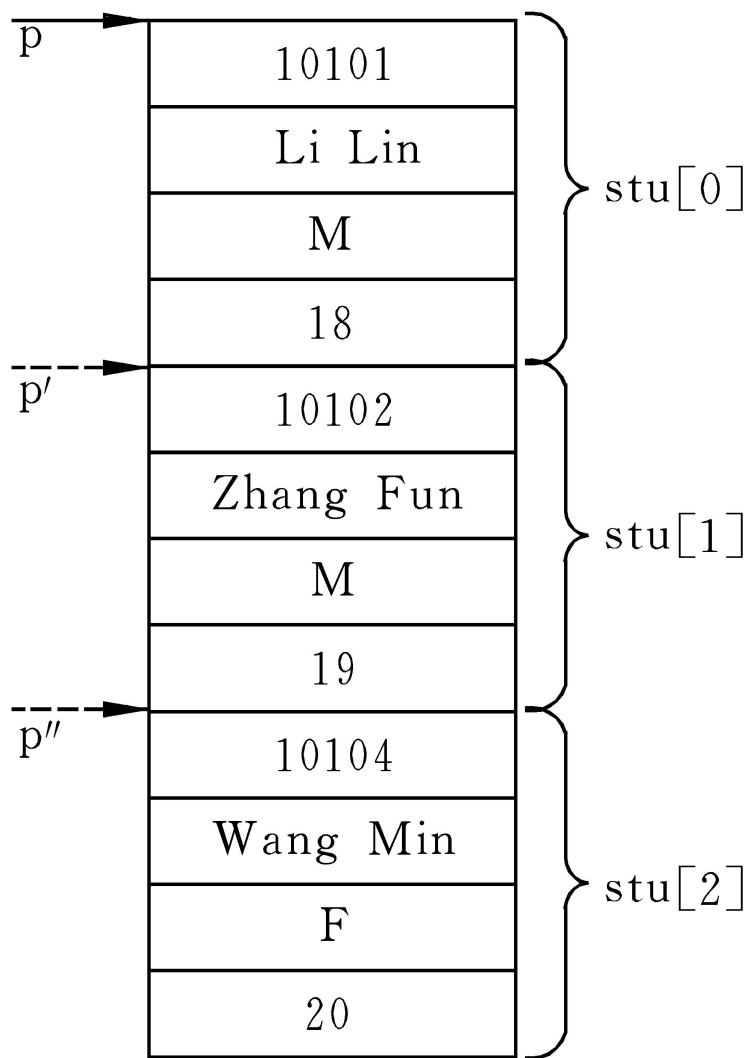 p
10101
Li Lin
M
stu[0]
18
p′
10102
Zhang Fun
M
stu[1]
19
p″
10104
Wang Min
F
stu[2]
20